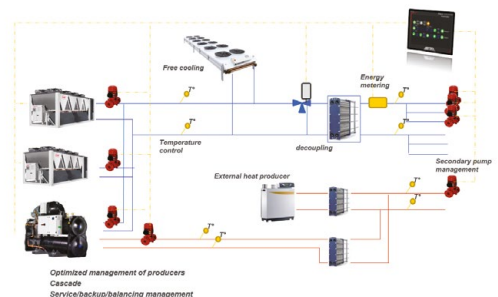 Free cooling
T°
Energy
metering
T°
Temperature
control
T°
decoupling
T°
Secondary pump
management
External heat producer
T°
T°
T°
T°
Optimized management of producers
Cascade
Service/backup/balancing management